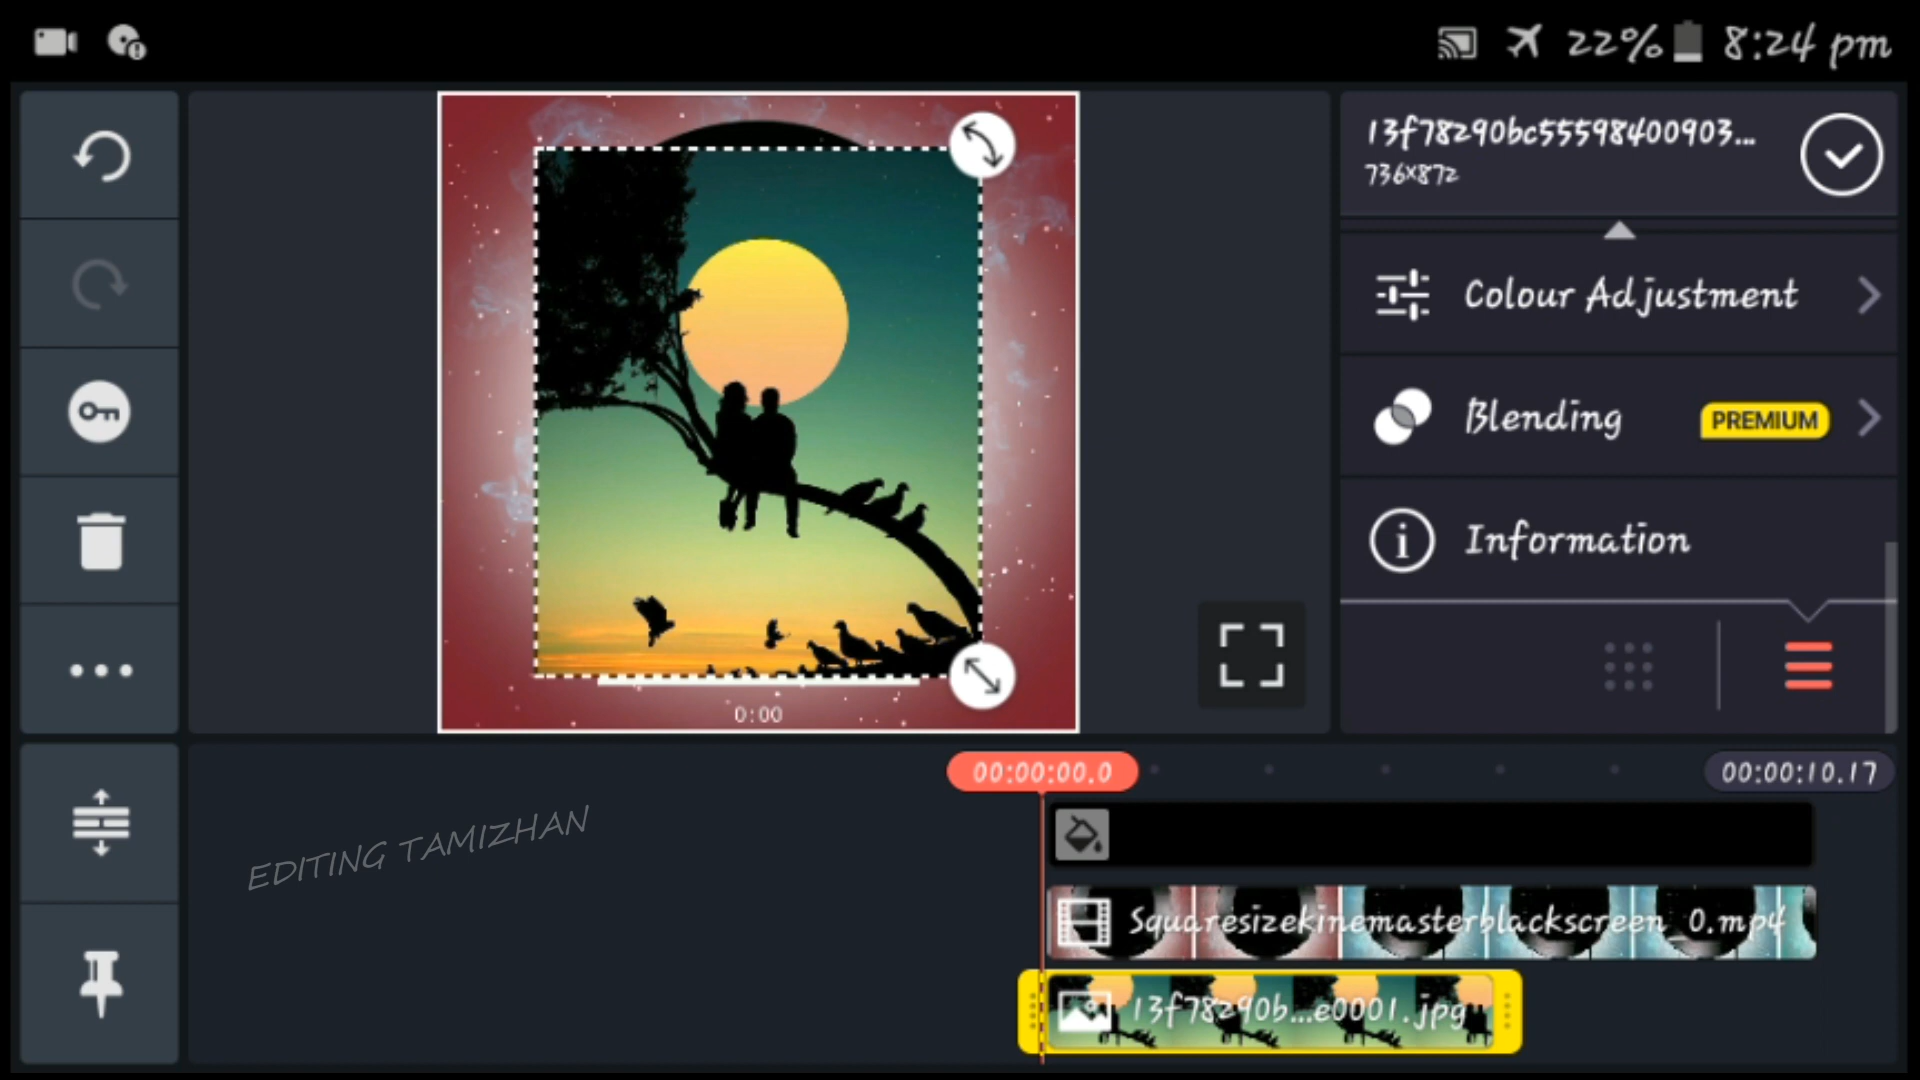 22% 8:24 pm
13f78290bc55598400903...
736x872
Colour Adjustment
Blending PREMIUM
Information
0:00
00:00:00.0
00:00:10.17
EDITING TAMIZHAN
Squaresizekinemasterblackscreen_0.mp4
13f78290b...e0001.jpg